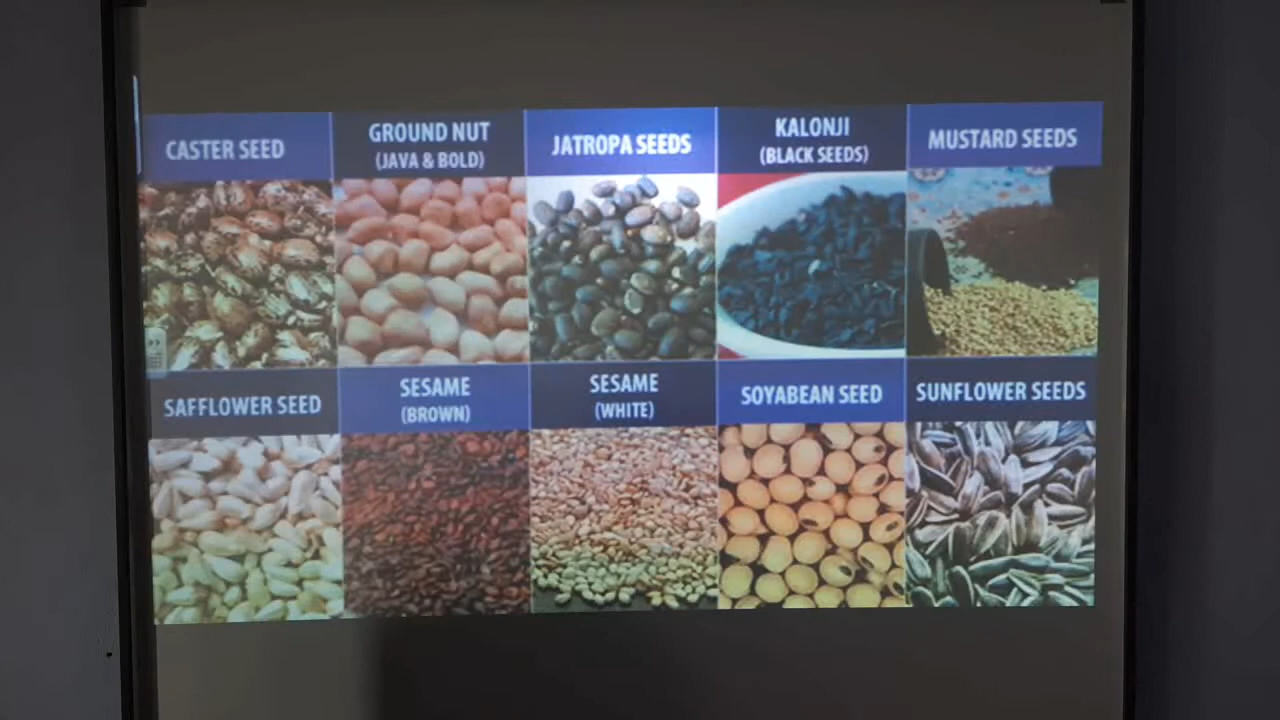 CASTER SEED
GROUND NUT
(JAVA & BOLD)
JATROPA SEEDS
KALONJI
(BLACK SEEDS)
MUSTARD SEEDS
SAFFLOWER SEED
SESAME
(BROWN)
SESAME
(WHITE)
SOYABEAN SEED
SUNFLOWER SEEDS